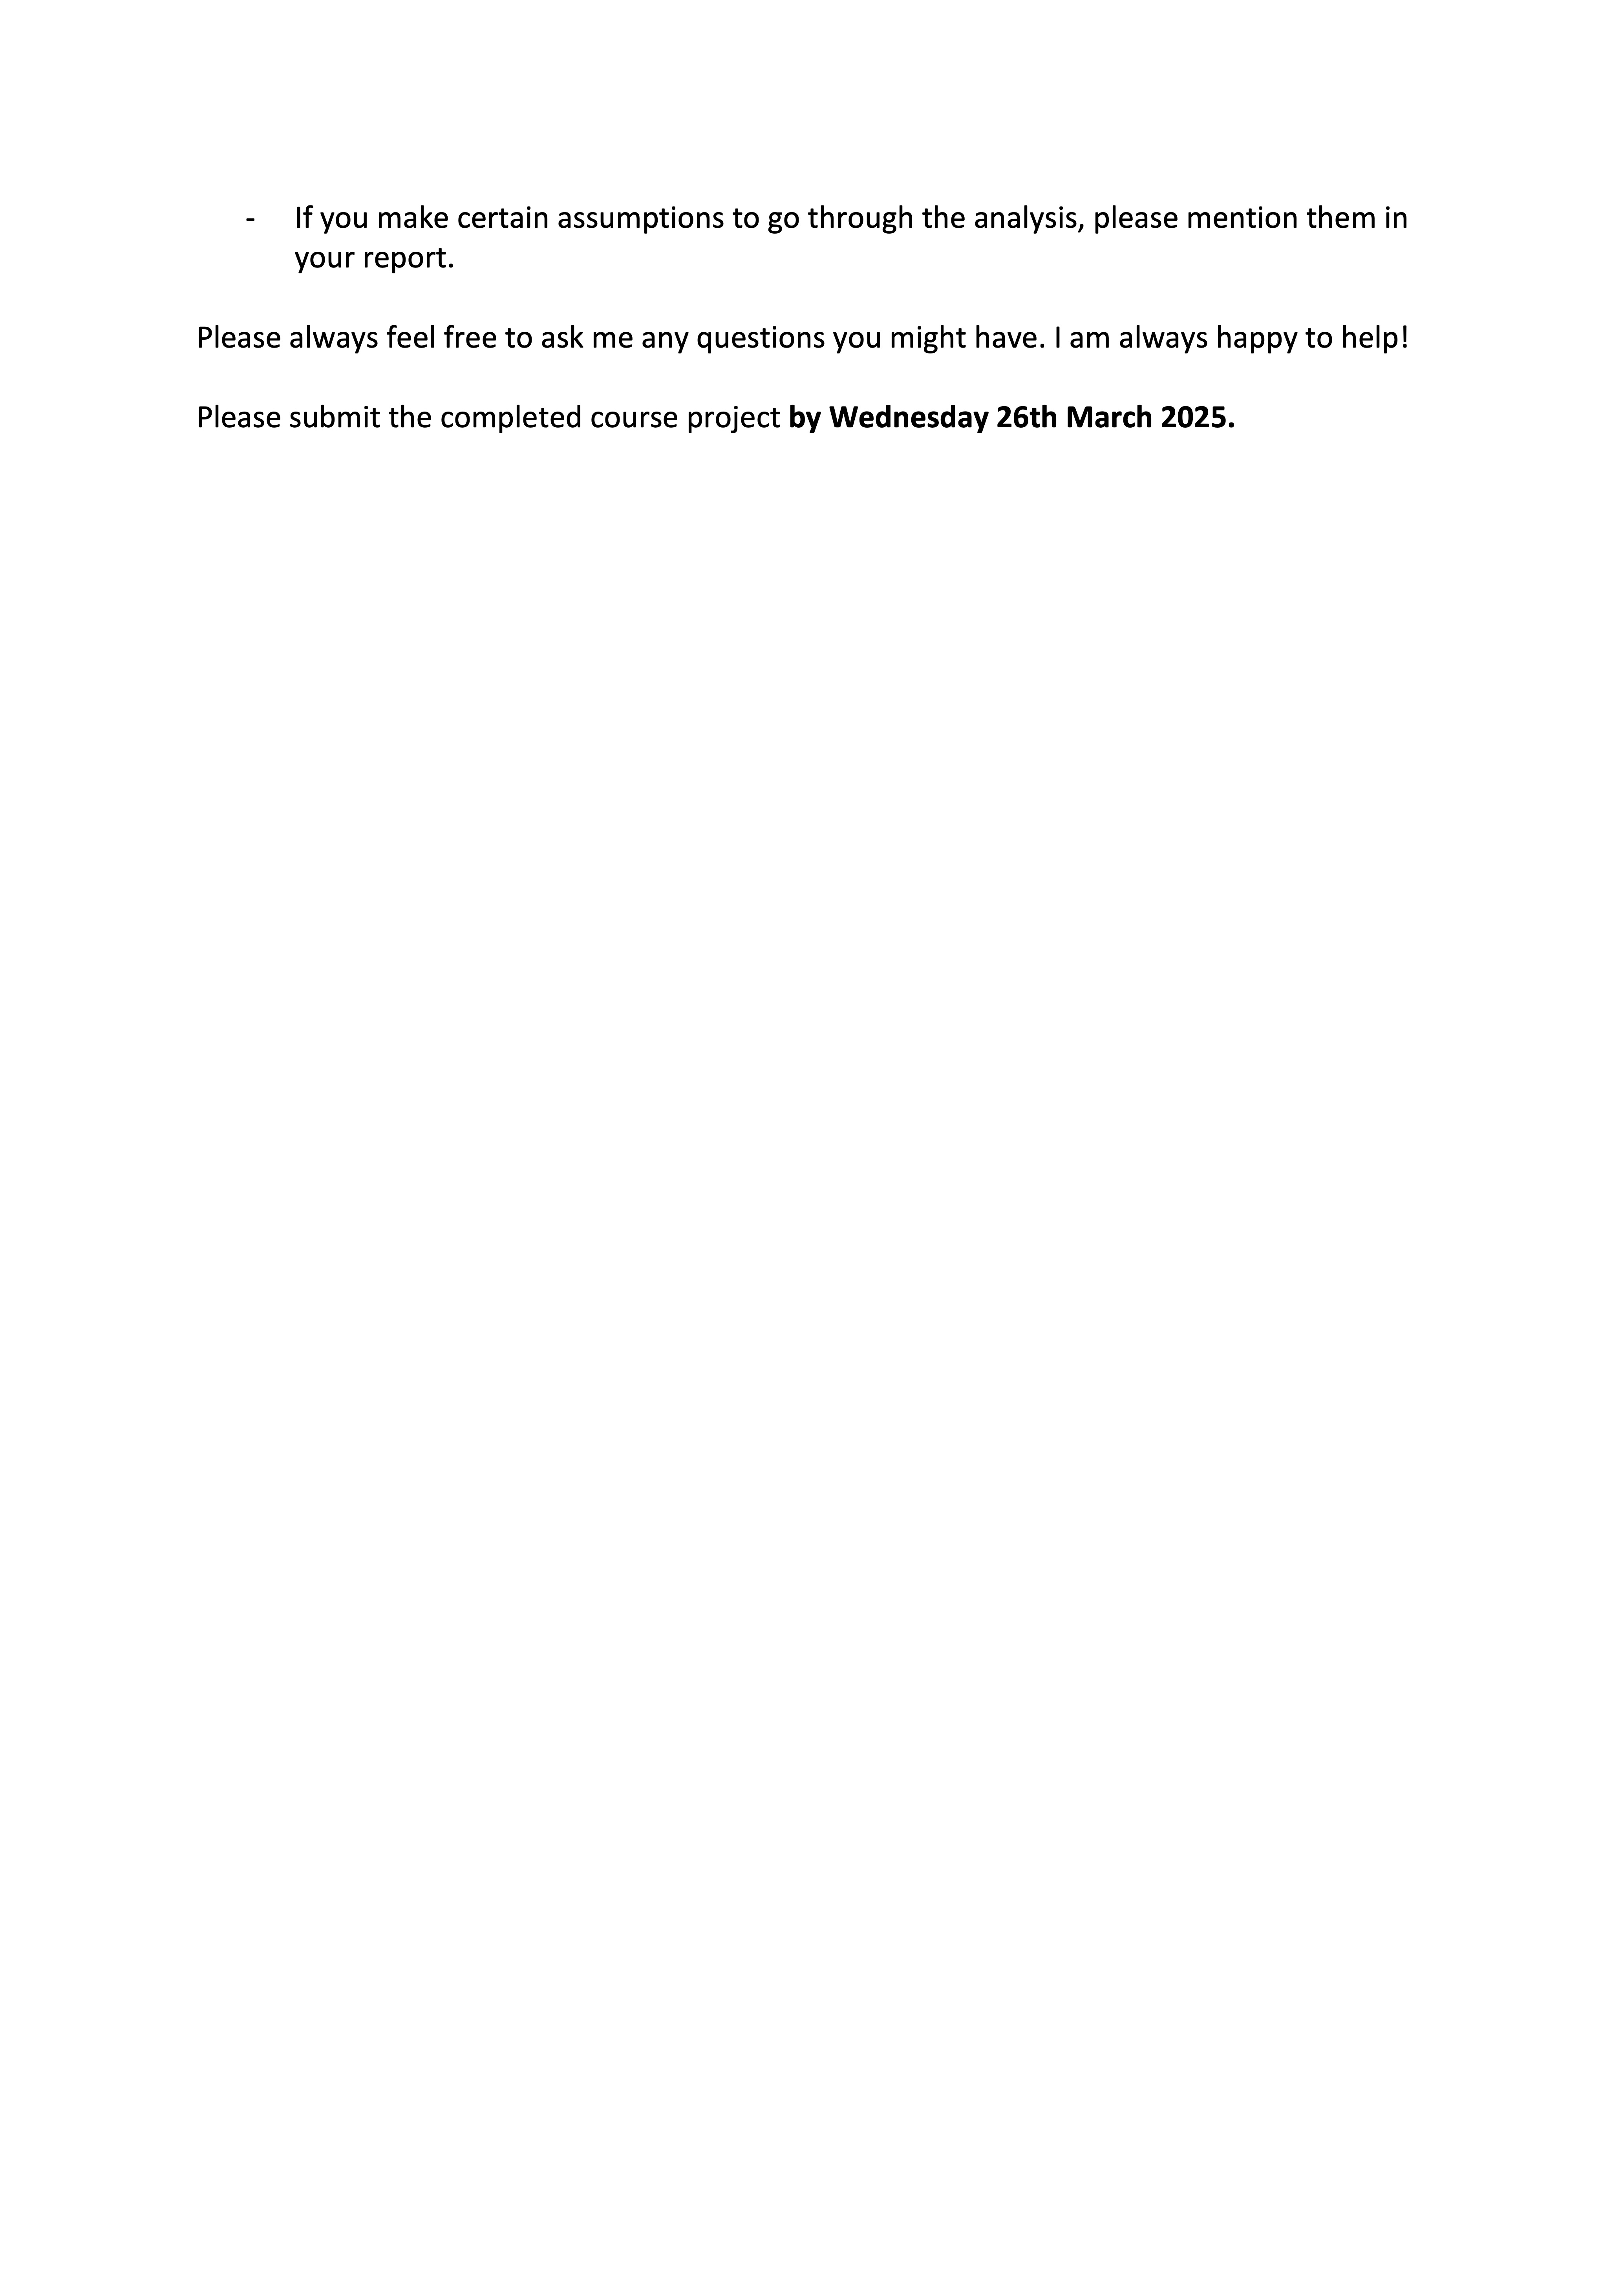 - If you make certain assumptions to go through the analysis, please mention them in
your report.
Please always feel free to ask me any questions you might have. I am always happy to help!
Please submit the completed course project by Wednesday 26th March 2025.